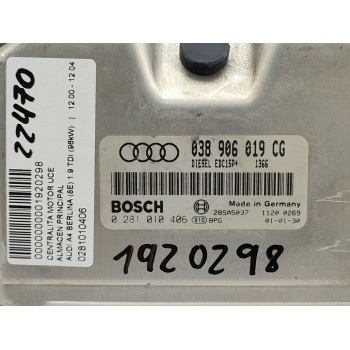 22470
0000000001920298
CENTRALITA MOTOR UCE
ALMACEN PRINCIPAL
AUDI A4 BERLINA (8E) 1.9 TDI (96kW) | 12.00 - 12.04
0281010406
038 906 019 CG
DIESEL EDC15P+ 1366
BOSCH
Made in Germany
28SA5037 1120 0269
0 281 010 406 BPG 01-01-30
1920298